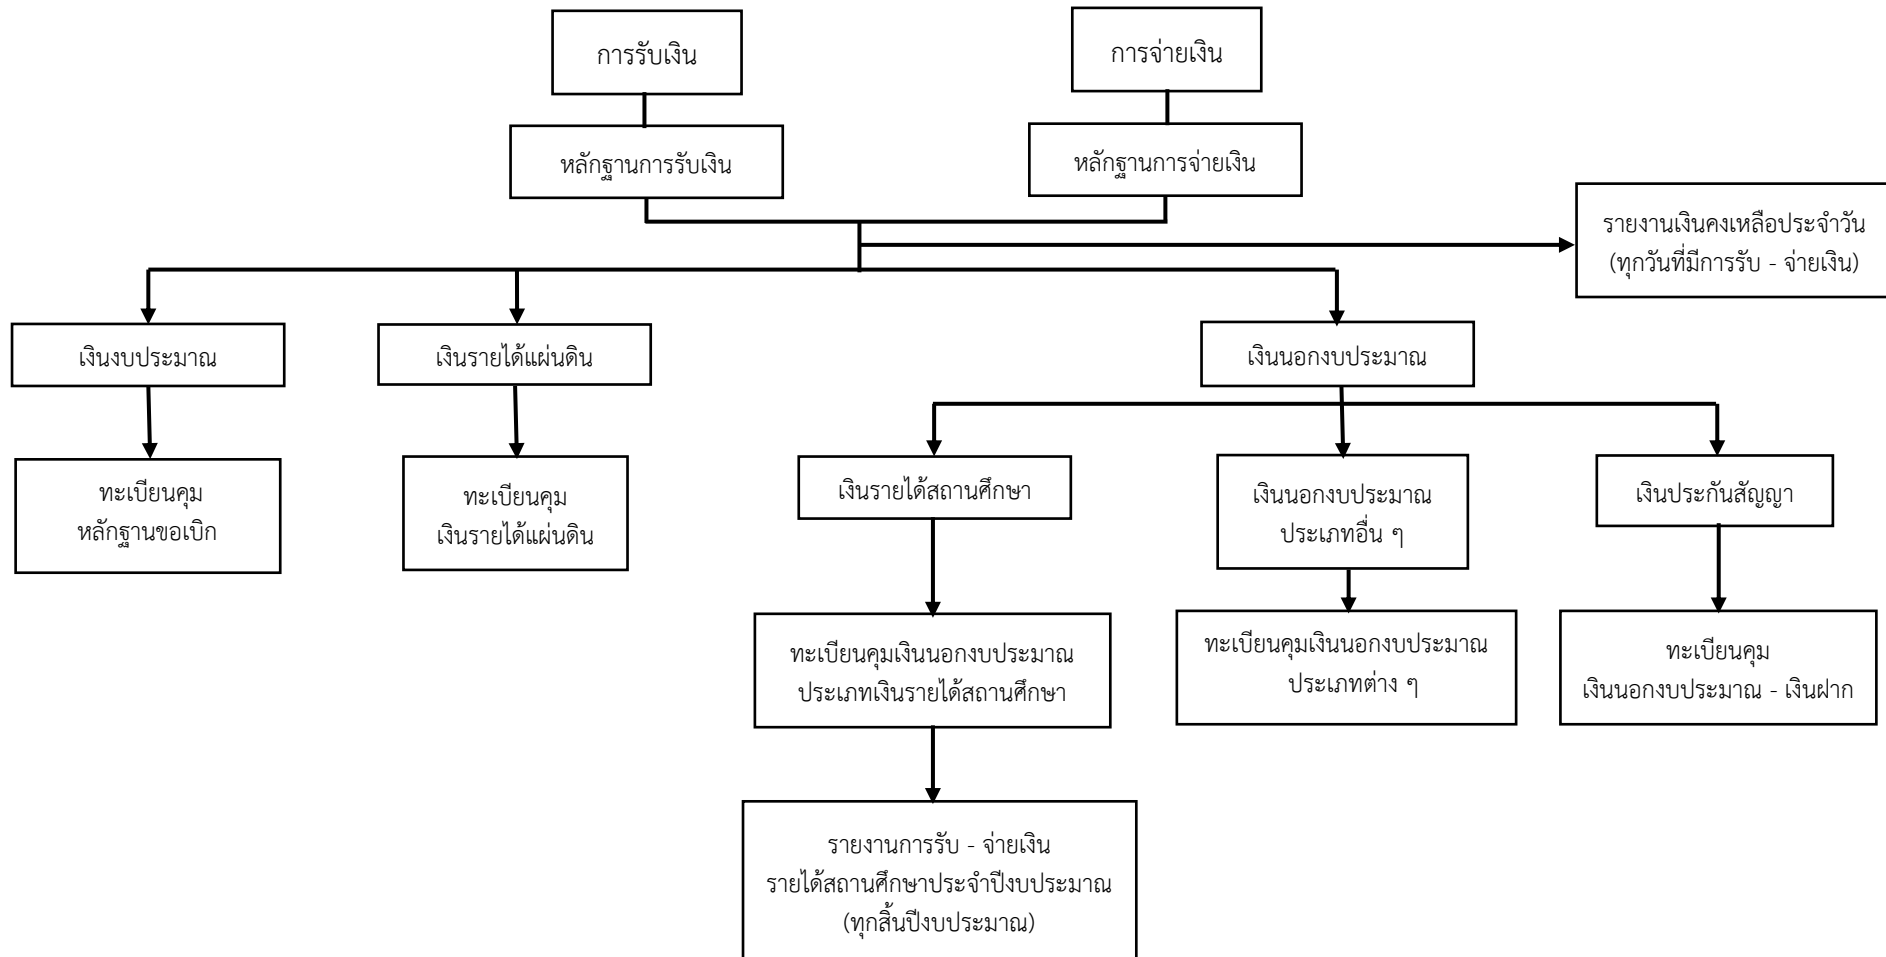 การรับเงิน
การจ่ายเงิน
หลักฐานการรับเงิน
หลักฐานการจ่ายเงิน
รายงานเงินคงเหลือประจำวัน
(ทุกวันที่มีการรับ - จ่ายเงิน)
เงินงบประมาณ
เงินรายได้แผ่นดิน
เงินนอกงบประมาณ
ทะเบียนคุม
หลักฐานขอเบิก
ทะเบียนคุม
เงินรายได้แผ่นดิน
เงินรายได้สถานศึกษา
เงินนอกงบประมาณ
ประเภทอื่น ๆ
เงินประกันสัญญา
ทะเบียนคุมเงินนอกงบประมาณ
ประเภทเงินรายได้สถานศึกษา
ทะเบียนคุมเงินนอกงบประมาณ
ประเภทต่าง ๆ
ทะเบียนคุม
เงินนอกงบประมาณ - เงินฝาก
รายงานการรับ - จ่ายเงิน
รายได้สถานศึกษาประจำปีงบประมาณ
(ทุกสิ้นปีงบประมาณ)